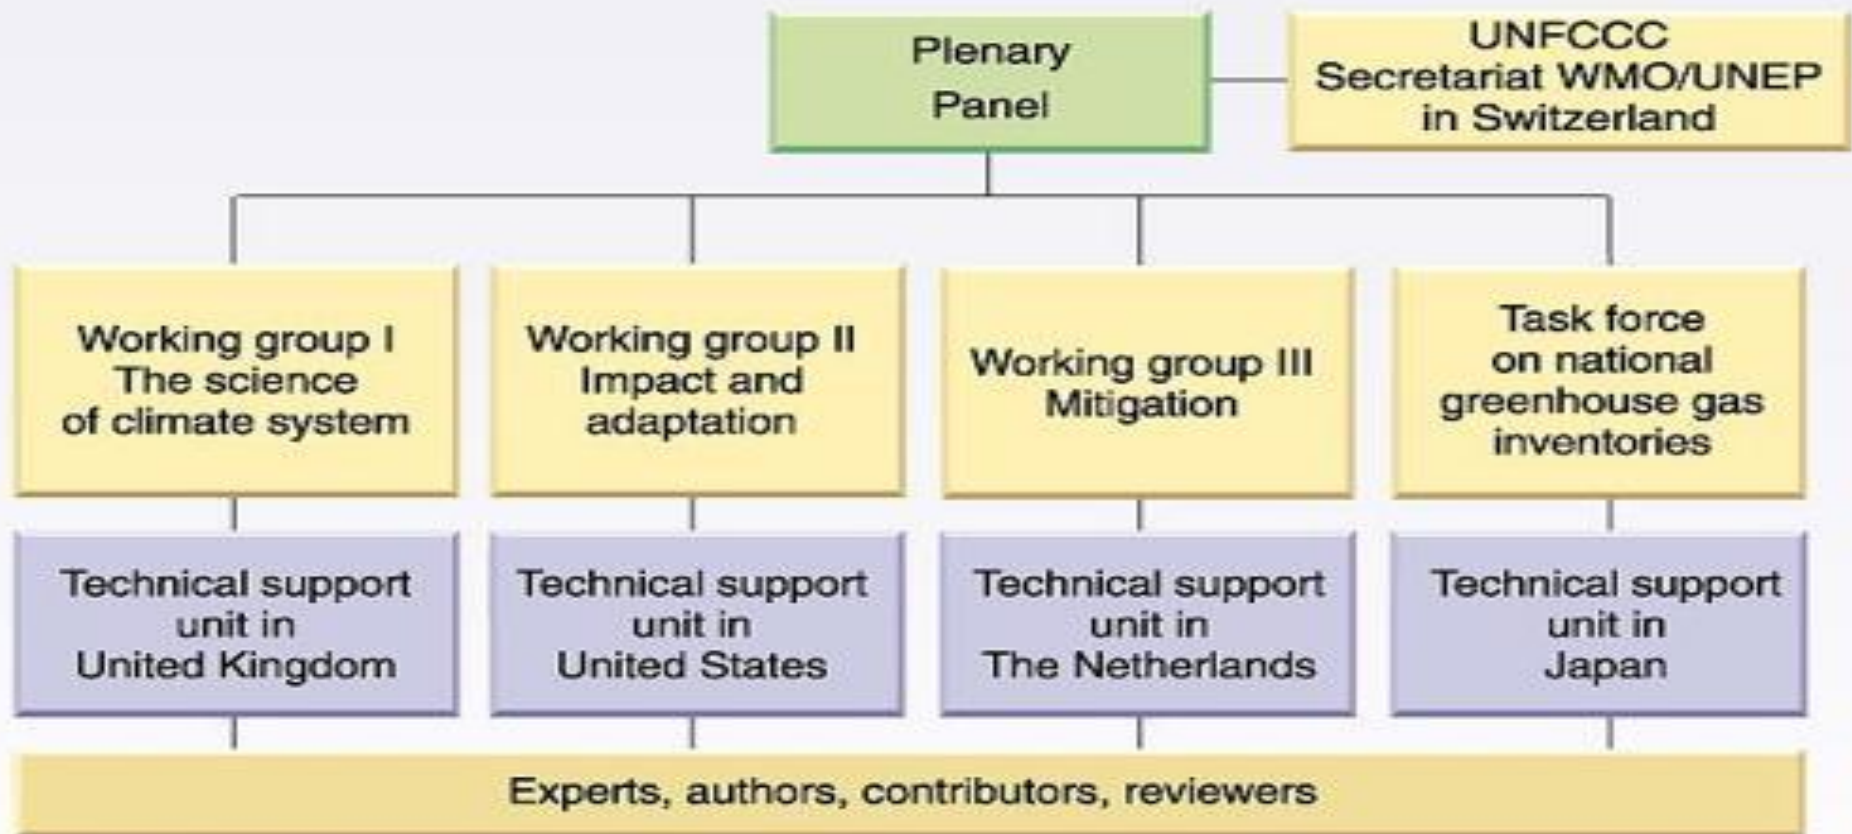 Plenary
Panel
UNFCCC
Secretariat WMO/UNEP
in Switzerland
Working group I
The science
of climate system
Working group II
Impact and
adaptation
Working group III
Mitigation
Task force
on national
greenhouse gas
inventories
Technical support
unit in
United Kingdom
Technical support
unit in
United States
Technical support
unit in
The Netherlands
Technical support
unit in
Japan
Experts, authors, contributors, reviewers